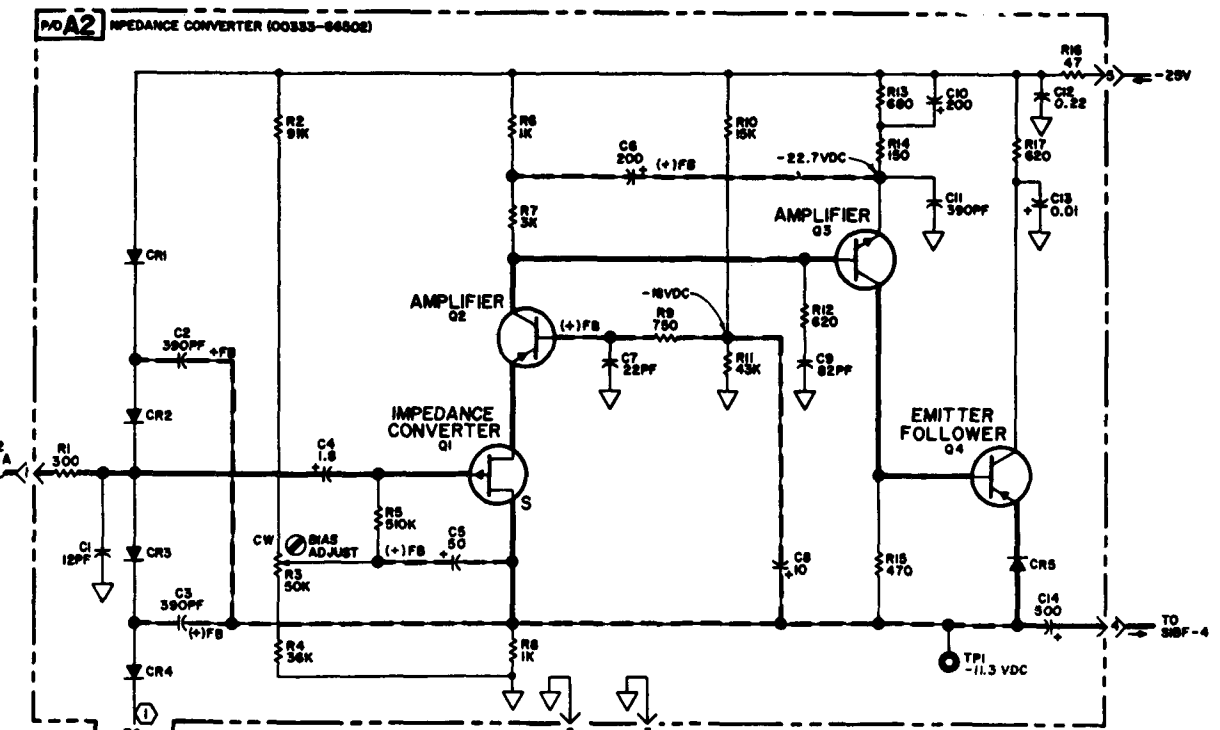 P/O A2 MPEDANCE CONVERTER (00333-66502)
R16
47
5
-25V
R2
91K
R6
1K
R10
15K
R13
680
C10
+200
C12
0.22
C6
200
+ (+)FB
-22.7VDC
R14
150
R17
620
R7
3K
C11
390PF
C13
+ 0.01
AMPLIFIER
Q3
CR1
AMPLIFIER
Q2
-18VDC
(+)FB
R9
750
R12
620
C2
390PF
+FB
C7
22PF
R11
43K
C9
82PF
CR2
IMPEDANCE
CONVERTER
Q1
EMITTER
FOLLOWER
Q4
2
A
R1
300
1
C4
1.8
+
S
R5
510K
C1
12PF
CR3
CW
BIAS
ADJUST
(+)FB
C5
50
+
R3
50K
C8
+10
R15
470
CR5
C3
390PF
(+)FB
C14
500
+
4
TO
S1BF-4
R4
36K
R8
1K
TP1
-11.3 VDC
CR4
1